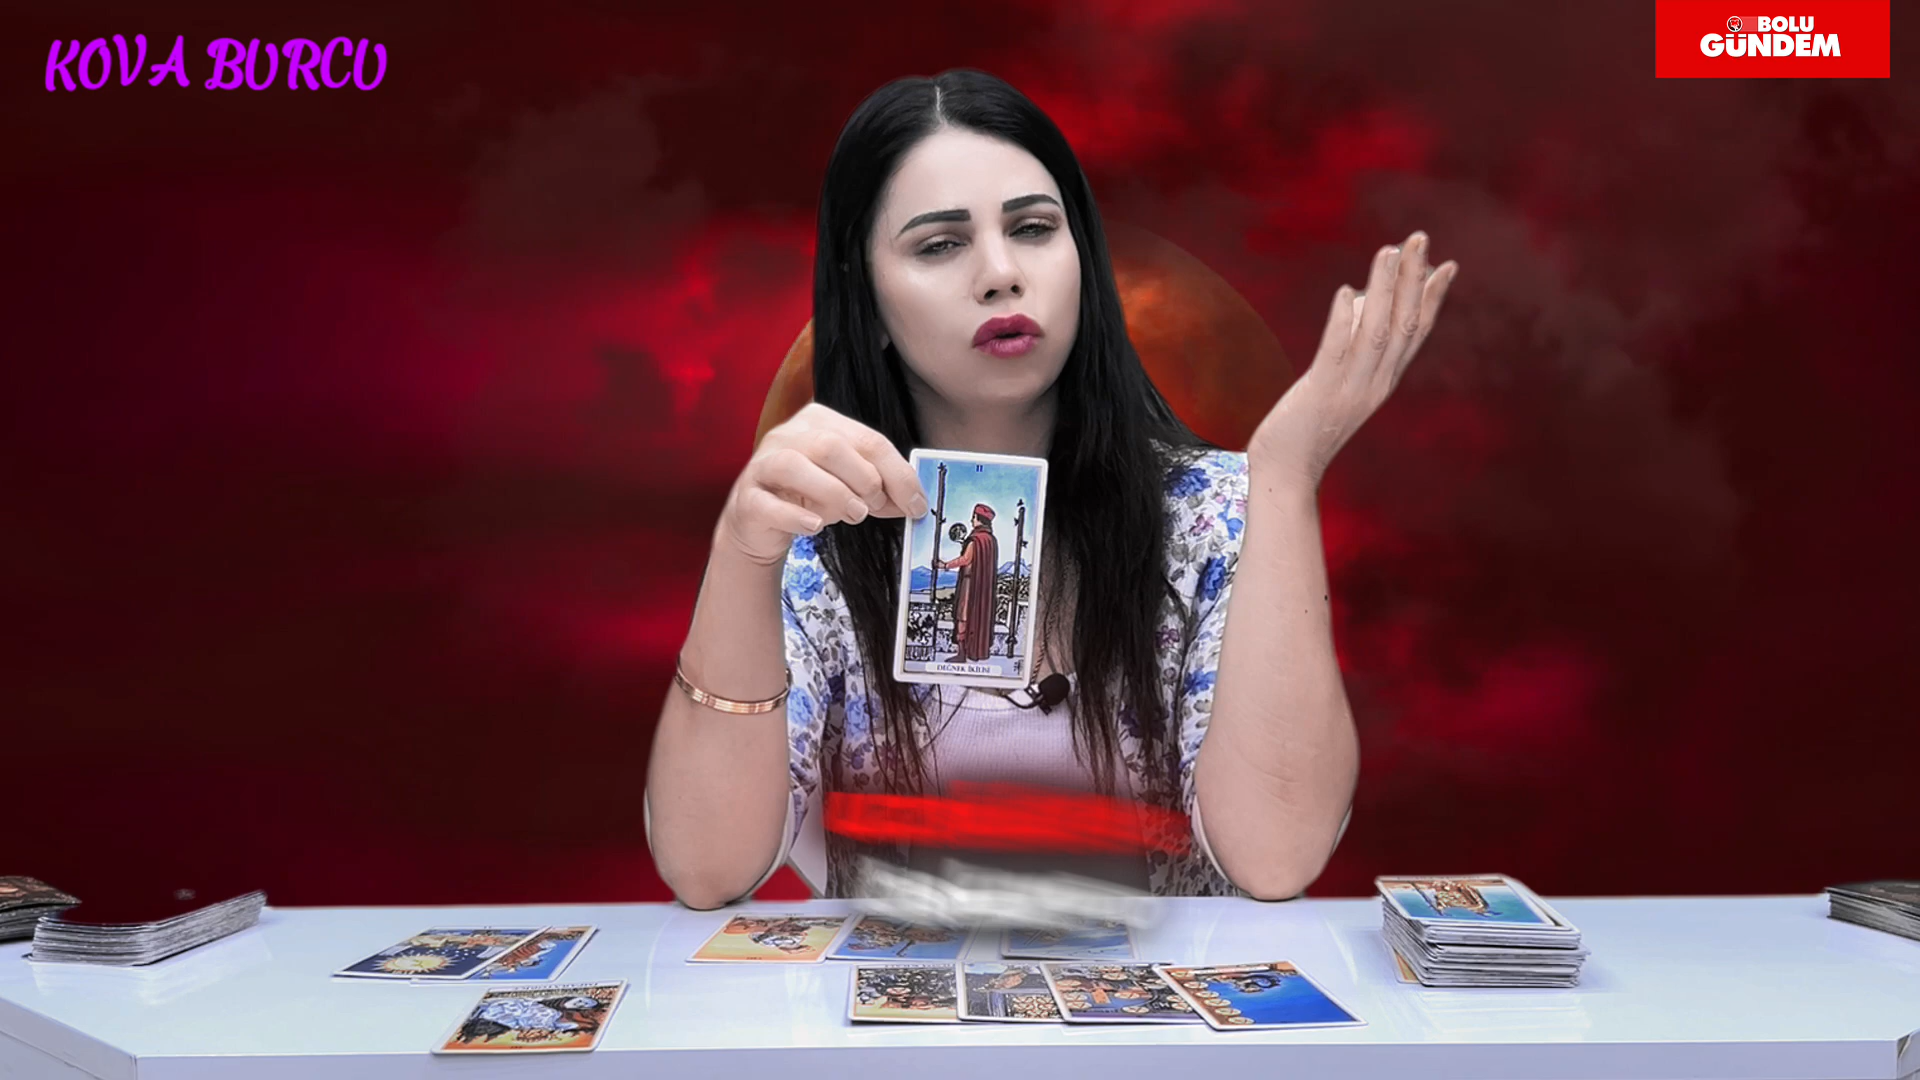 KOVA BURCU
BOLU
GÜNDEM
II
DEĞNEK İKİLİSİ